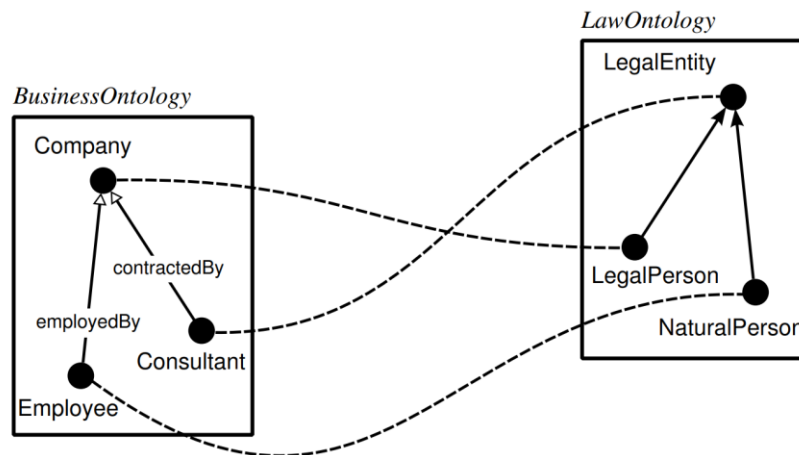 LawOntology
LegalEntity
BusinessOntology
Company
contractedBy
LegalPerson
employedBy
NaturalPerson
Consultant
Employee